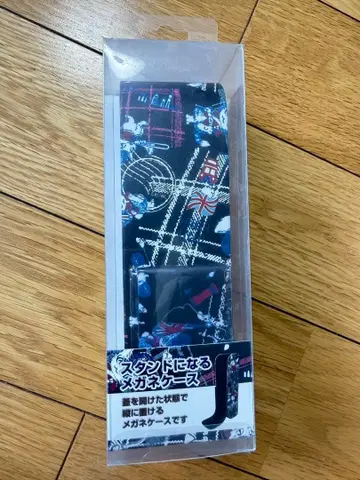 スタンドになる
メガネケース
蓋を開けた状態で
縦に置ける
メガネケースです